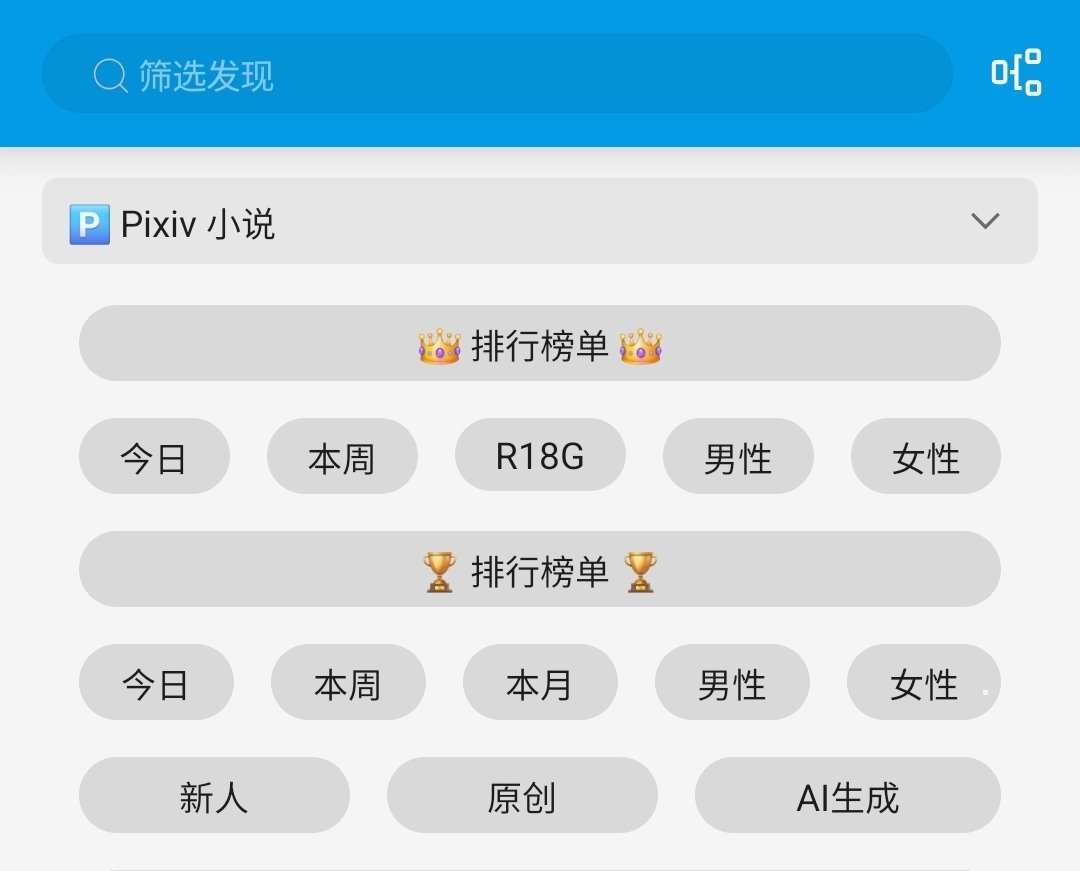 筛选发现
🅿️ Pixiv 小说
👑 排行榜单 👑
今日 本周 R18G 男性 女性
🏆 排行榜单 🏆
今日 本周 本月 男性 女性
新人 原创 AI生成